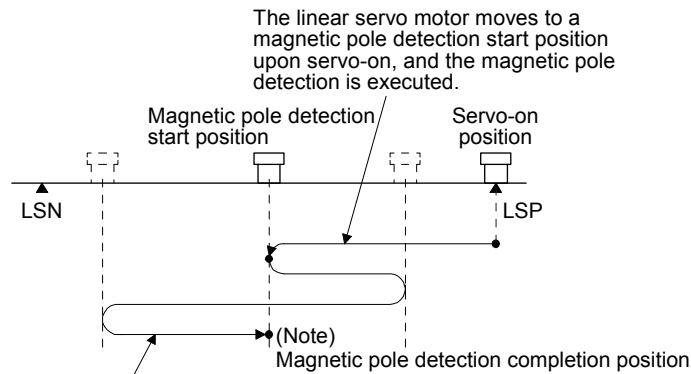 The linear servo motor moves to a
magnetic pole detection start position
upon servo-on, and the magnetic pole
detection is executed.
Magnetic pole detection
start position
Servo-on
position
LSN
LSP
(Note)
Magnetic pole detection completion position